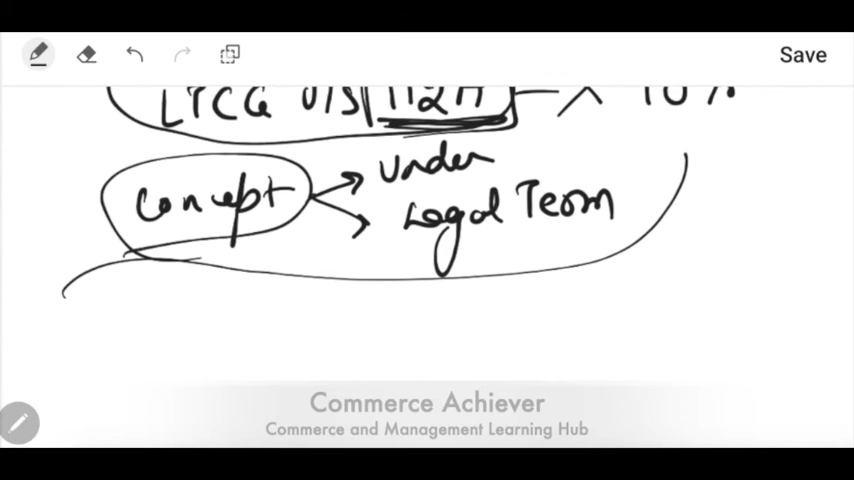 Save
LTCG U/S 112A → 10%
Concept → Under
→ Legal Term
Commerce Achiever
Commerce and Management Learning Hub